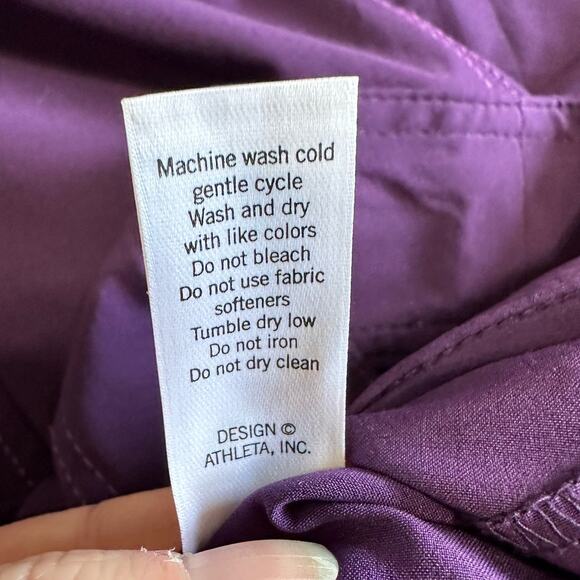 Machine wash cold
gentle cycle
Wash and dry
with like colors
Do not bleach
Do not use fabric
softeners
Tumble dry low
Do not iron
Do not dry clean
DESIGN ©
ATHLETA, INC.